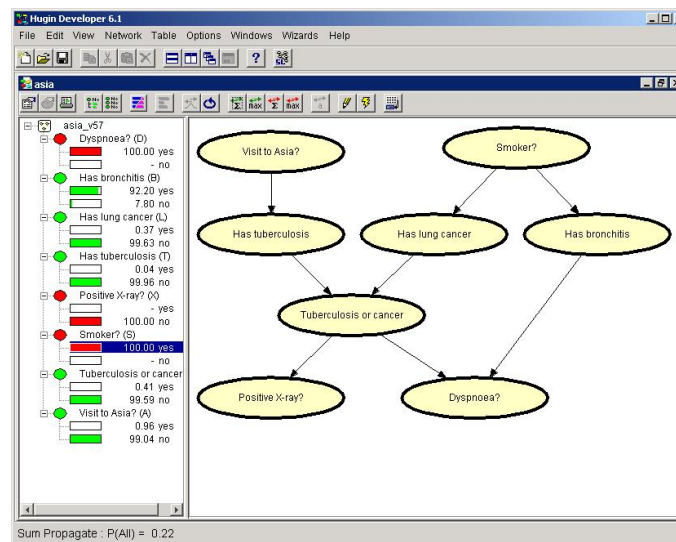 Hugin Developer 6.1
File Edit View Network Table Options Windows Wizards Help
asia
asia_v57
Dyspnoea? (D)
100.00 yes
- no
Has bronchitis (B)
92.20 yes
7.80 no
Has lung cancer (L)
0.37 yes
99.63 no
Has tuberculosis (T)
0.04 yes
99.96 no
Positive X-ray? (X)
- yes
100.00 no
Smoker? (S)
100.00 yes
- no
Tuberculosis or cancer
0.41 yes
99.59 no
Visit to Asia? (A)
0.96 yes
99.04 no
Visit to Asia?
Smoker?
Has tuberculosis
Has lung cancer
Has bronchitis
Tuberculosis or cancer
Positive X-ray?
Dyspnoea?
Sum Propagate : P(All) = 0.22